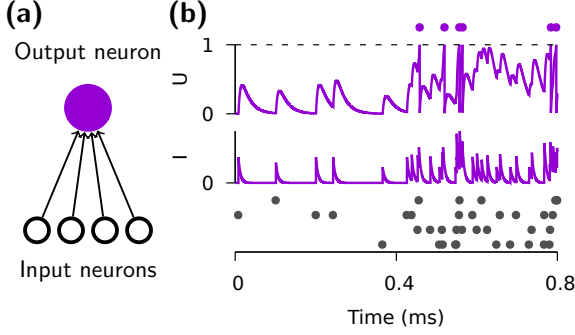 (a)
Output neuron
Input neurons
(b)
1
U
0
I
0
0 0.4 0.8
Time (ms)